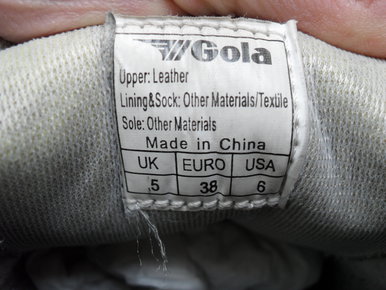 Gola
Upper: Leather
Lining&Sock: Other Materials/Textile
Sole: Other Materials
Made in China
UK EURO USA
5 38 6